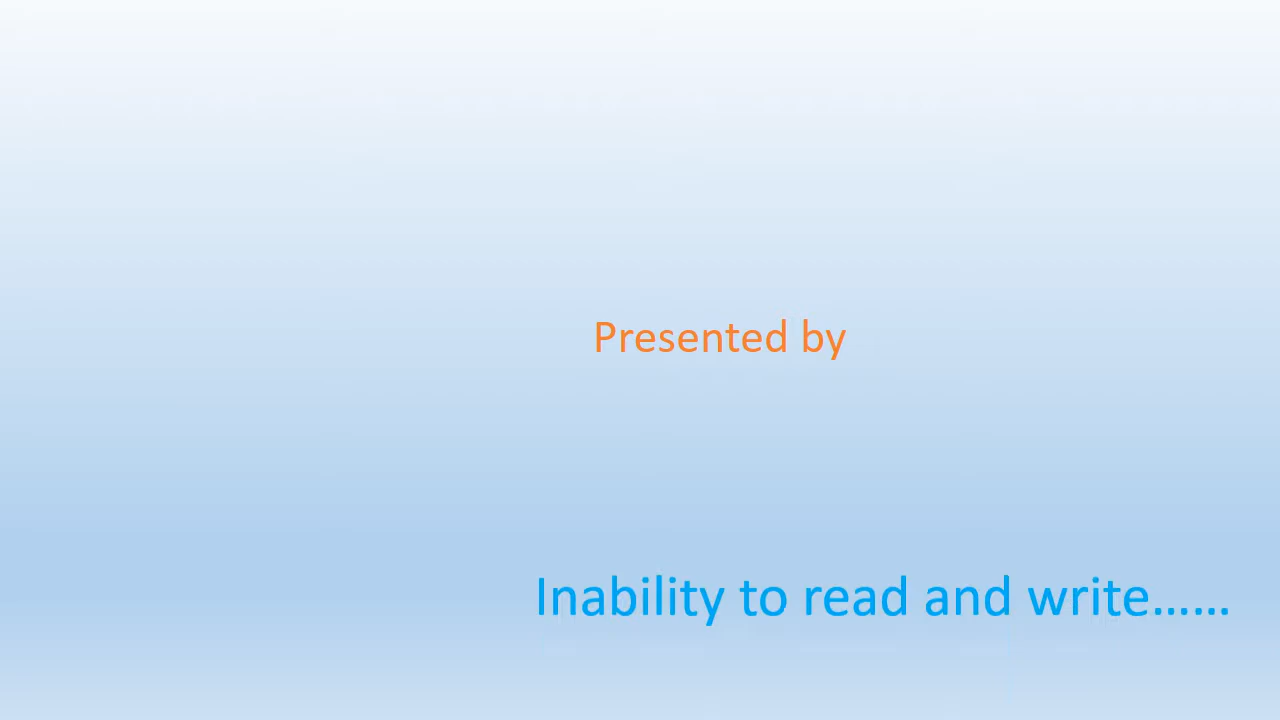 Presented by
Inability to read and write......